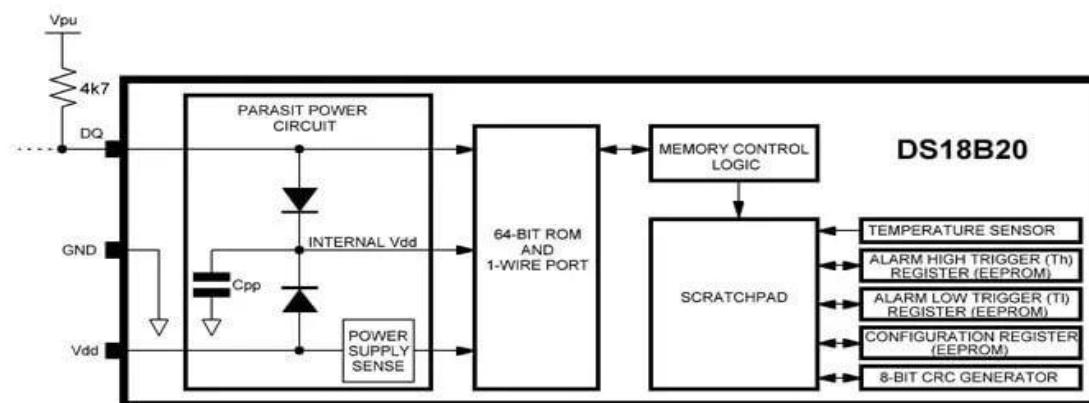 Vpu
4k7
DQ
GND
Vdd
PARASIT POWER
CIRCUIT
INTERNAL Vdd
Cpp
POWER
SUPPLY
SENSE
64-BIT ROM
AND
1-WIRE PORT
MEMORY CONTROL
LOGIC
SCRATCHPAD
DS18B20
TEMPERATURE SENSOR
ALARM HIGH TRIGGER (Th)
REGISTER (EEPROM)
ALARM LOW TRIGGER (Tl)
REGISTER (EEPROM)
CONFIGURATION REGISTER
(EEPROM)
8-BIT CRC GENERATOR